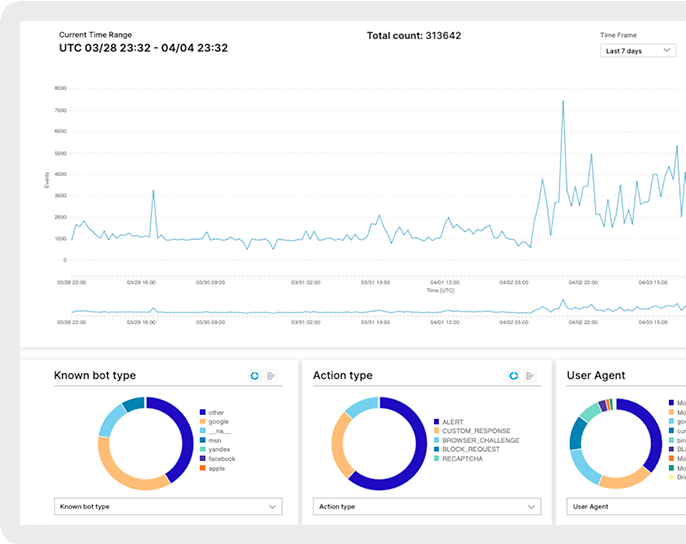 Current Time Range
UTC 03/28 23:32 - 04/04 23:32
Total count: 313642
Time Frame
Last 7 days
8000
7000
6000
5000
4000
3000
2000
1000
0
Events
03/28 23:00 03/29 16:00 03/30 09:00 03/31 02:00 03/31 19:00 04/01 12:00 04/02 05:00 04/02 22:00 04/03 15:00
Time [UTC]
03/28 23:00 03/29 16:00 03/30 09:00 03/31 02:00 03/31 19:00 04/01 12:00 04/02 05:00 04/02 22:00 04/03 15:00
Known bot type
other
google
__na__
msn
yandex
facebook
apple
Known bot type
Action type
ALERT
CUSTOM_RESPONSE
BROWSER_CHALLENGE
BLOCK_REQUEST
RECAPTCHA
Action type
User Agent
Mo
Mo
goo
cur
bin
BL
Mo
Mo
Bri
User Agent